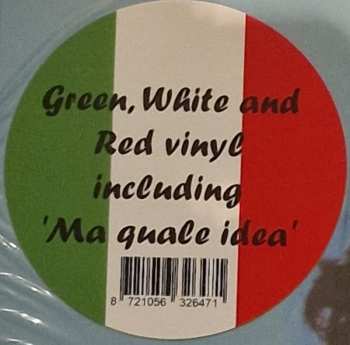 Green, White and
Red vinyl
including
'Ma quale idea'
8 721056 326471